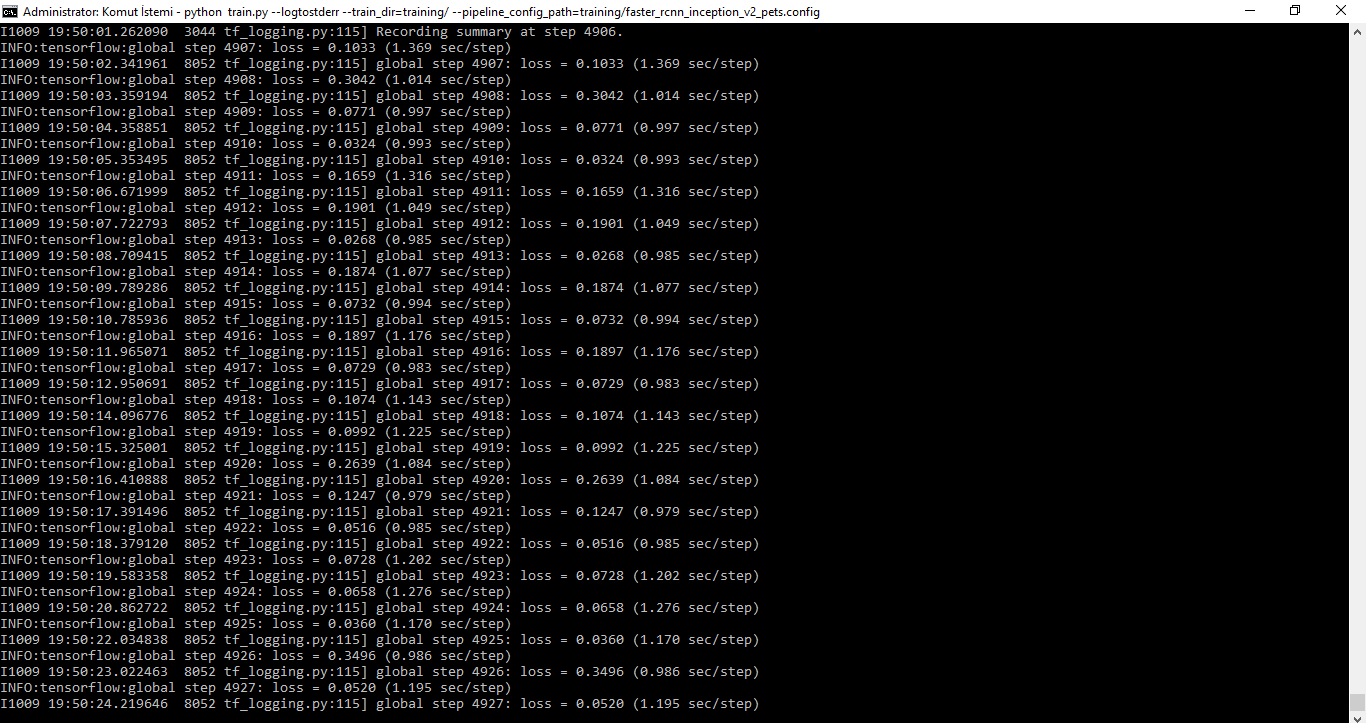 Administrator: Komut İstemi - python train.py --logtostderr --train_dir=training/ --pipeline_config_path=training/faster_rcnn_inception_v2_pets.config
I1009 19:50:01.262090  3044 tf_logging.py:115] Recording summary at step 4906.
INFO:tensorflow:global step 4907: loss = 0.1033 (1.369 sec/step)
I1009 19:50:02.341961  8052 tf_logging.py:115] global step 4907: loss = 0.1033 (1.369 sec/step)
INFO:tensorflow:global step 4908: loss = 0.3042 (1.014 sec/step)
I1009 19:50:03.359194  8052 tf_logging.py:115] global step 4908: loss = 0.3042 (1.014 sec/step)
INFO:tensorflow:global step 4909: loss = 0.0771 (0.997 sec/step)
I1009 19:50:04.358851  8052 tf_logging.py:115] global step 4909: loss = 0.0771 (0.997 sec/step)
INFO:tensorflow:global step 4910: loss = 0.0324 (0.993 sec/step)
I1009 19:50:05.353495  8052 tf_logging.py:115] global step 4910: loss = 0.0324 (0.993 sec/step)
INFO:tensorflow:global step 4911: loss = 0.1659 (1.316 sec/step)
I1009 19:50:06.671999  8052 tf_logging.py:115] global step 4911: loss = 0.1659 (1.316 sec/step)
INFO:tensorflow:global step 4912: loss = 0.1901 (1.049 sec/step)
I1009 19:50:07.722793  8052 tf_logging.py:115] global step 4912: loss = 0.1901 (1.049 sec/step)
INFO:tensorflow:global step 4913: loss = 0.0268 (0.985 sec/step)
I1009 19:50:08.709415  8052 tf_logging.py:115] global step 4913: loss = 0.0268 (0.985 sec/step)
INFO:tensorflow:global step 4914: loss = 0.1874 (1.077 sec/step)
I1009 19:50:09.789286  8052 tf_logging.py:115] global step 4914: loss = 0.1874 (1.077 sec/step)
INFO:tensorflow:global step 4915: loss = 0.0732 (0.994 sec/step)
I1009 19:50:10.785936  8052 tf_logging.py:115] global step 4915: loss = 0.0732 (0.994 sec/step)
INFO:tensorflow:global step 4916: loss = 0.1897 (1.176 sec/step)
I1009 19:50:11.965071  8052 tf_logging.py:115] global step 4916: loss = 0.1897 (1.176 sec/step)
INFO:tensorflow:global step 4917: loss = 0.0729 (0.983 sec/step)
I1009 19:50:12.950691  8052 tf_logging.py:115] global step 4917: loss = 0.0729 (0.983 sec/step)
INFO:tensorflow:global step 4918: loss = 0.1074 (1.143 sec/step)
I1009 19:50:14.096776  8052 tf_logging.py:115] global step 4918: loss = 0.1074 (1.143 sec/step)
INFO:tensorflow:global step 4919: loss = 0.0992 (1.225 sec/step)
I1009 19:50:15.325001  8052 tf_logging.py:115] global step 4919: loss = 0.0992 (1.225 sec/step)
INFO:tensorflow:global step 4920: loss = 0.2639 (1.084 sec/step)
I1009 19:50:16.410888  8052 tf_logging.py:115] global step 4920: loss = 0.2639 (1.084 sec/step)
INFO:tensorflow:global step 4921: loss = 0.1247 (0.979 sec/step)
I1009 19:50:17.391496  8052 tf_logging.py:115] global step 4921: loss = 0.1247 (0.979 sec/step)
INFO:tensorflow:global step 4922: loss = 0.0516 (0.985 sec/step)
I1009 19:50:18.379120  8052 tf_logging.py:115] global step 4922: loss = 0.0516 (0.985 sec/step)
INFO:tensorflow:global step 4923: loss = 0.0728 (1.202 sec/step)
I1009 19:50:19.583358  8052 tf_logging.py:115] global step 4923: loss = 0.0728 (1.202 sec/step)
INFO:tensorflow:global step 4924: loss = 0.0658 (1.276 sec/step)
I1009 19:50:20.862722  8052 tf_logging.py:115] global step 4924: loss = 0.0658 (1.276 sec/step)
INFO:tensorflow:global step 4925: loss = 0.0360 (1.170 sec/step)
I1009 19:50:22.034838  8052 tf_logging.py:115] global step 4925: loss = 0.0360 (1.170 sec/step)
INFO:tensorflow:global step 4926: loss = 0.3496 (0.986 sec/step)
I1009 19:50:23.022463  8052 tf_logging.py:115] global step 4926: loss = 0.3496 (0.986 sec/step)
INFO:tensorflow:global step 4927: loss = 0.0520 (1.195 sec/step)
I1009 19:50:24.219646  8052 tf_logging.py:115] global step 4927: loss = 0.0520 (1.195 sec/step)